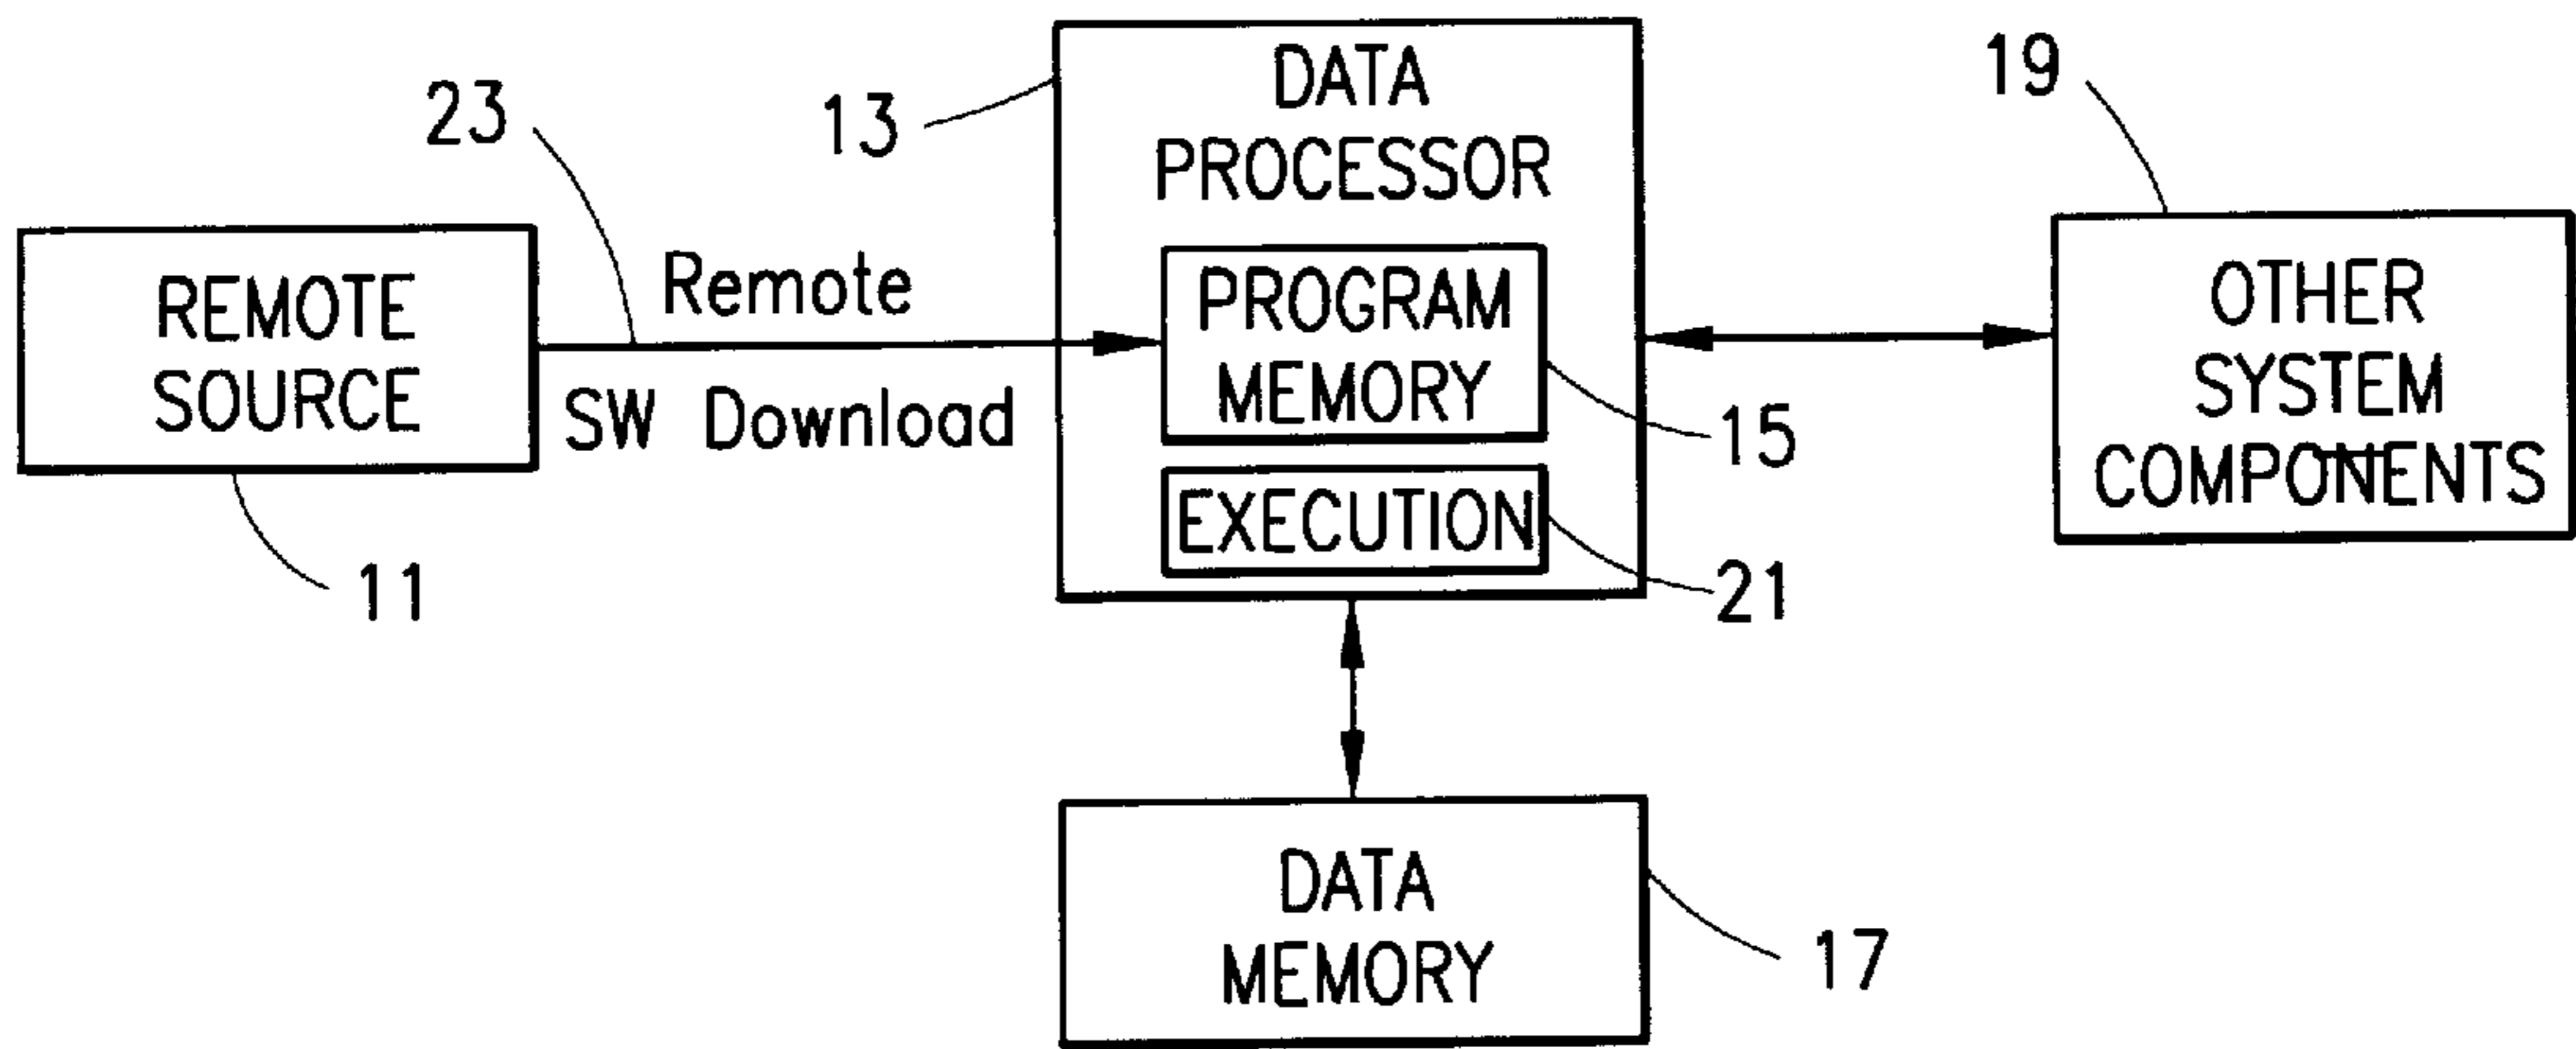 23
13
DATA
PROCESSOR
19
REMOTE
SOURCE
11
Remote
SW Download
PROGRAM
MEMORY
15
EXECUTION
21
OTHER
SYSTEM
COMPONENTS
DATA
MEMORY
17